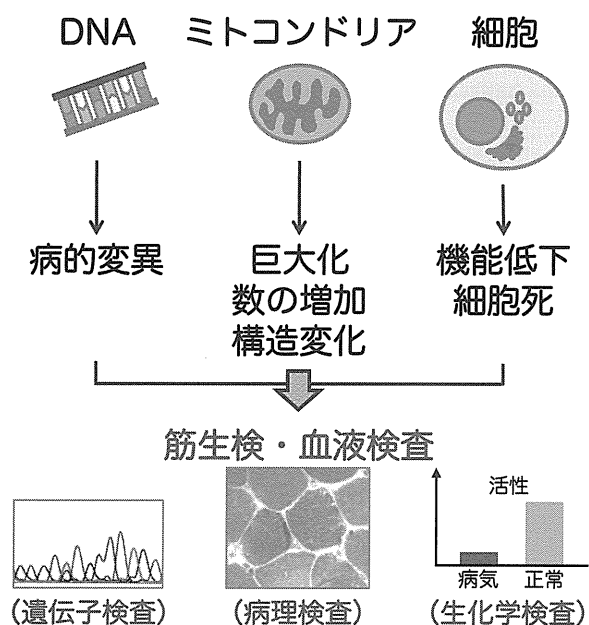 DNA ミトコンドリア 細胞
病的変異
巨大化
数の増加
構造変化
機能低下
細胞死
筋生検・血液検査
活性
病気 正常
（遺伝子検査） （病理検査） （生化学検査）